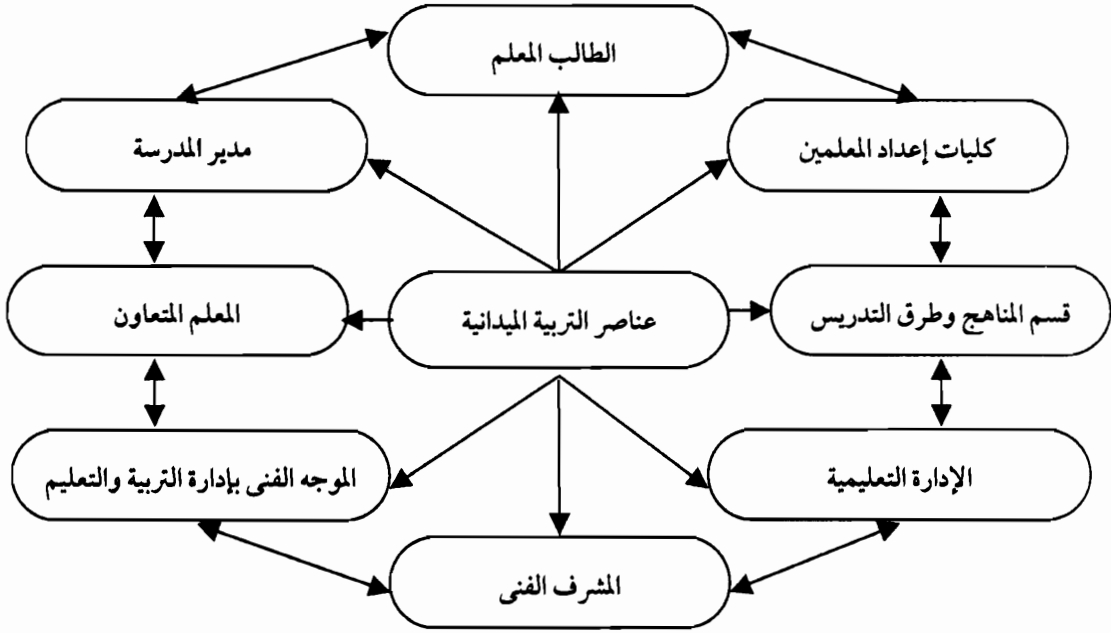 الطالب المعلم
كليات إعداد المعلمين
مدير المدرسة
قسم المناهج وطرق التدريس
عناصر التربية الميدانية
المعلم المتعاون
الإدارة التعليمية
الموجه الفنى بإدارة التربية والتعليم
المشرف الفنى